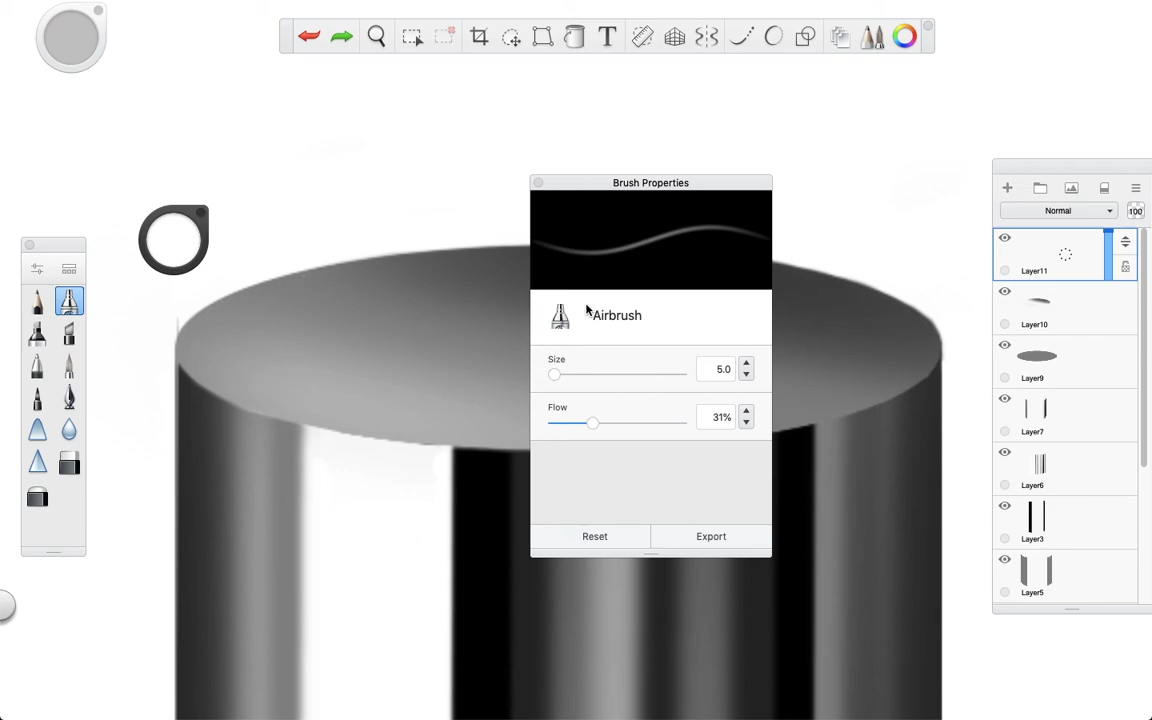 T
Brush Properties
Airbrush
Size
5.0
Flow
31%
Reset
Export
Normal
100
Layer11
Layer10
Layer9
Layer7
Layer6
Layer3
Layer5